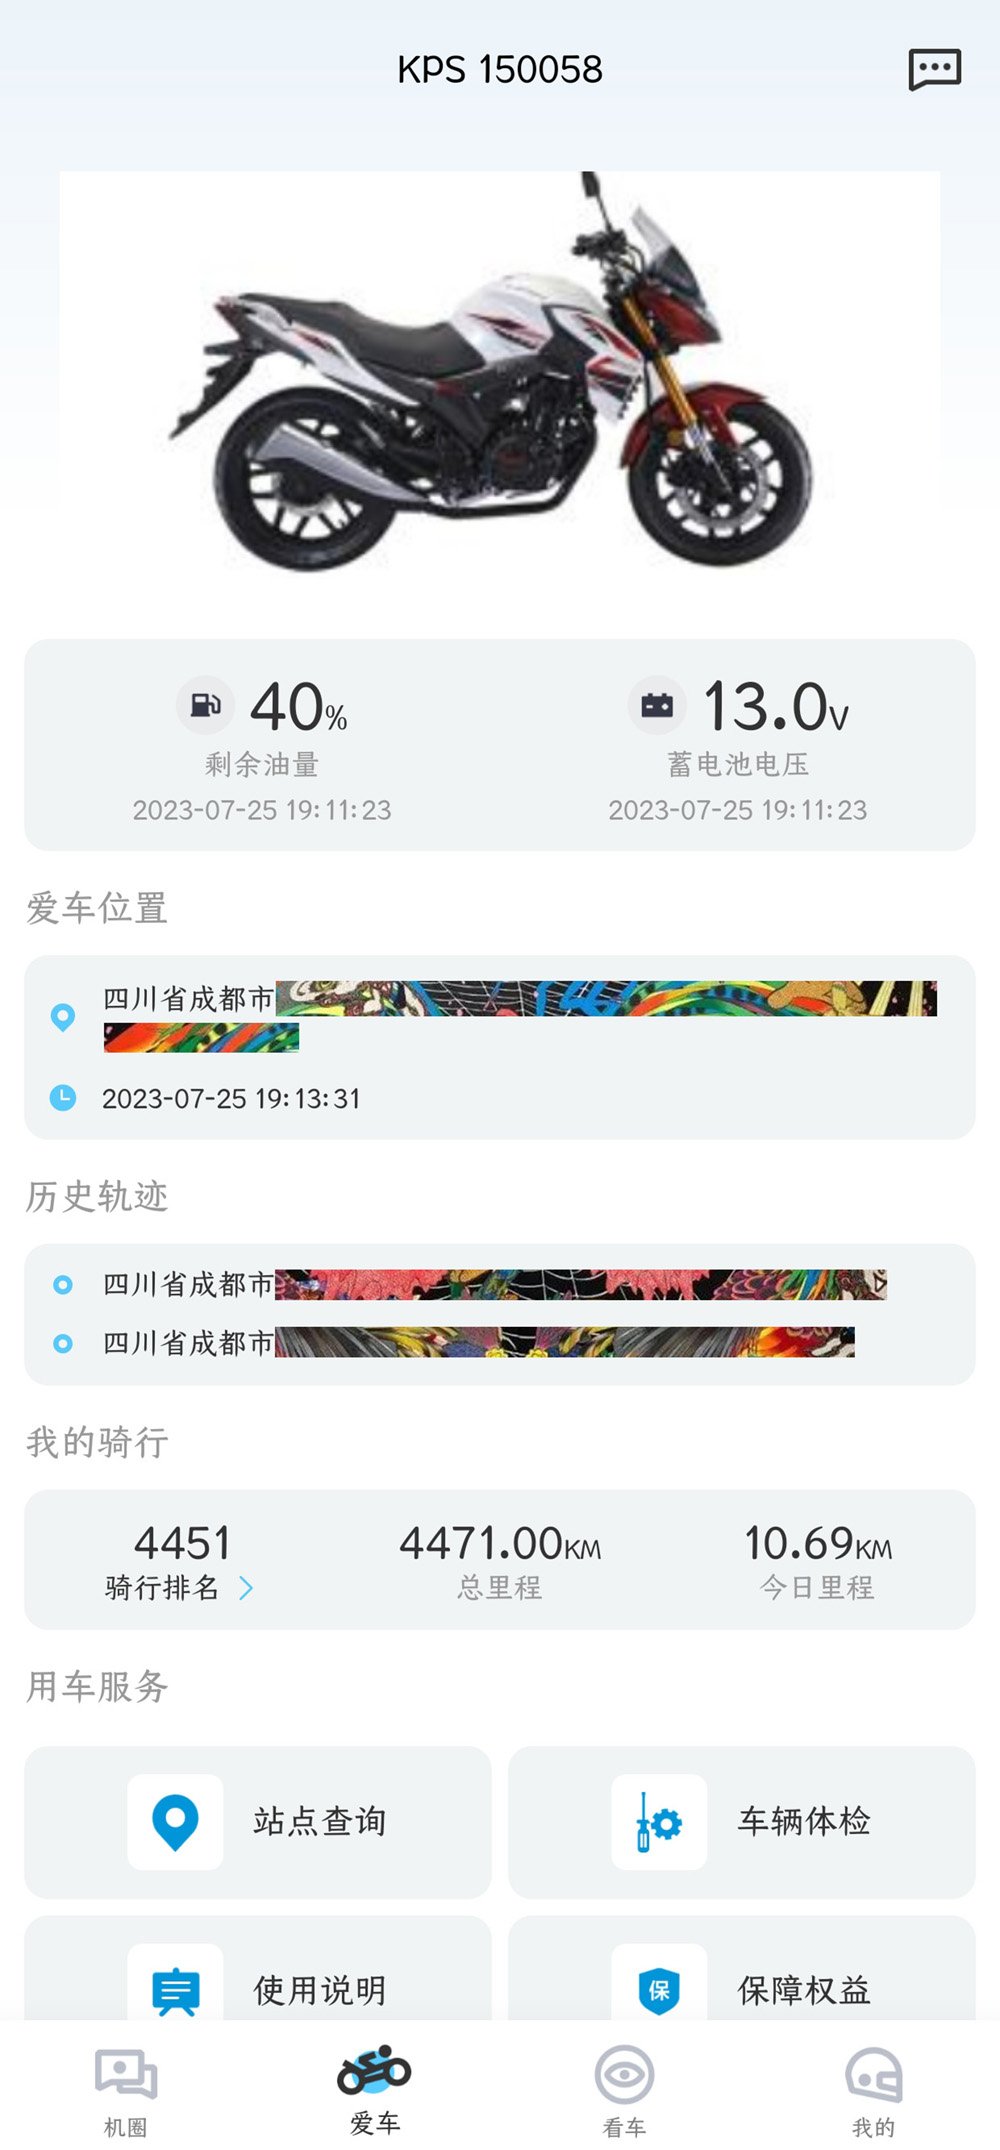 KPS 150058
40%
13.0V
剩余油量
蓄电池电压
2023-07-25 19:11:23
2023-07-25 19:11:23
爱车位置
四川省成都市
2023-07-25 19:13:31
历史轨迹
四川省成都市
四川省成都市
我的骑行
4451
4471.00KM
10.69KM
骑行排名
总里程
今日里程
用车服务
站点查询
车辆体检
使用说明
保
保障权益
机圈
爱车
看车
我的